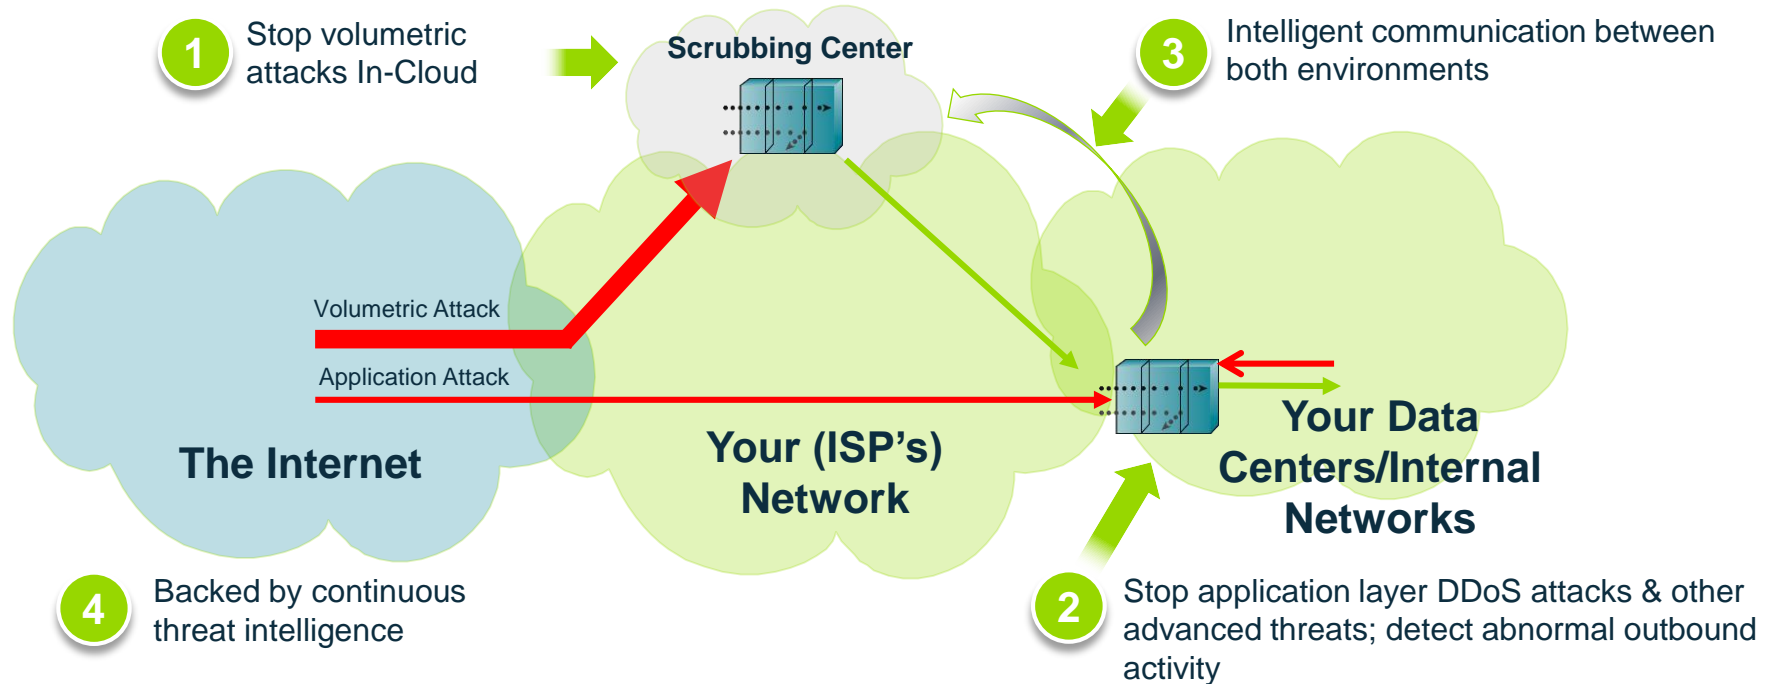 1
Stop volumetric
attacks In-Cloud
Scrubbing Center
3
Intelligent communication between
both environments
Volumetric Attack
Application Attack
The Internet
Your (ISP’s)
Network
Your Data
Centers/Internal
Networks
4
Backed by continuous
threat intelligence
2
Stop application layer DDoS attacks & other
advanced threats; detect abnormal outbound
activity